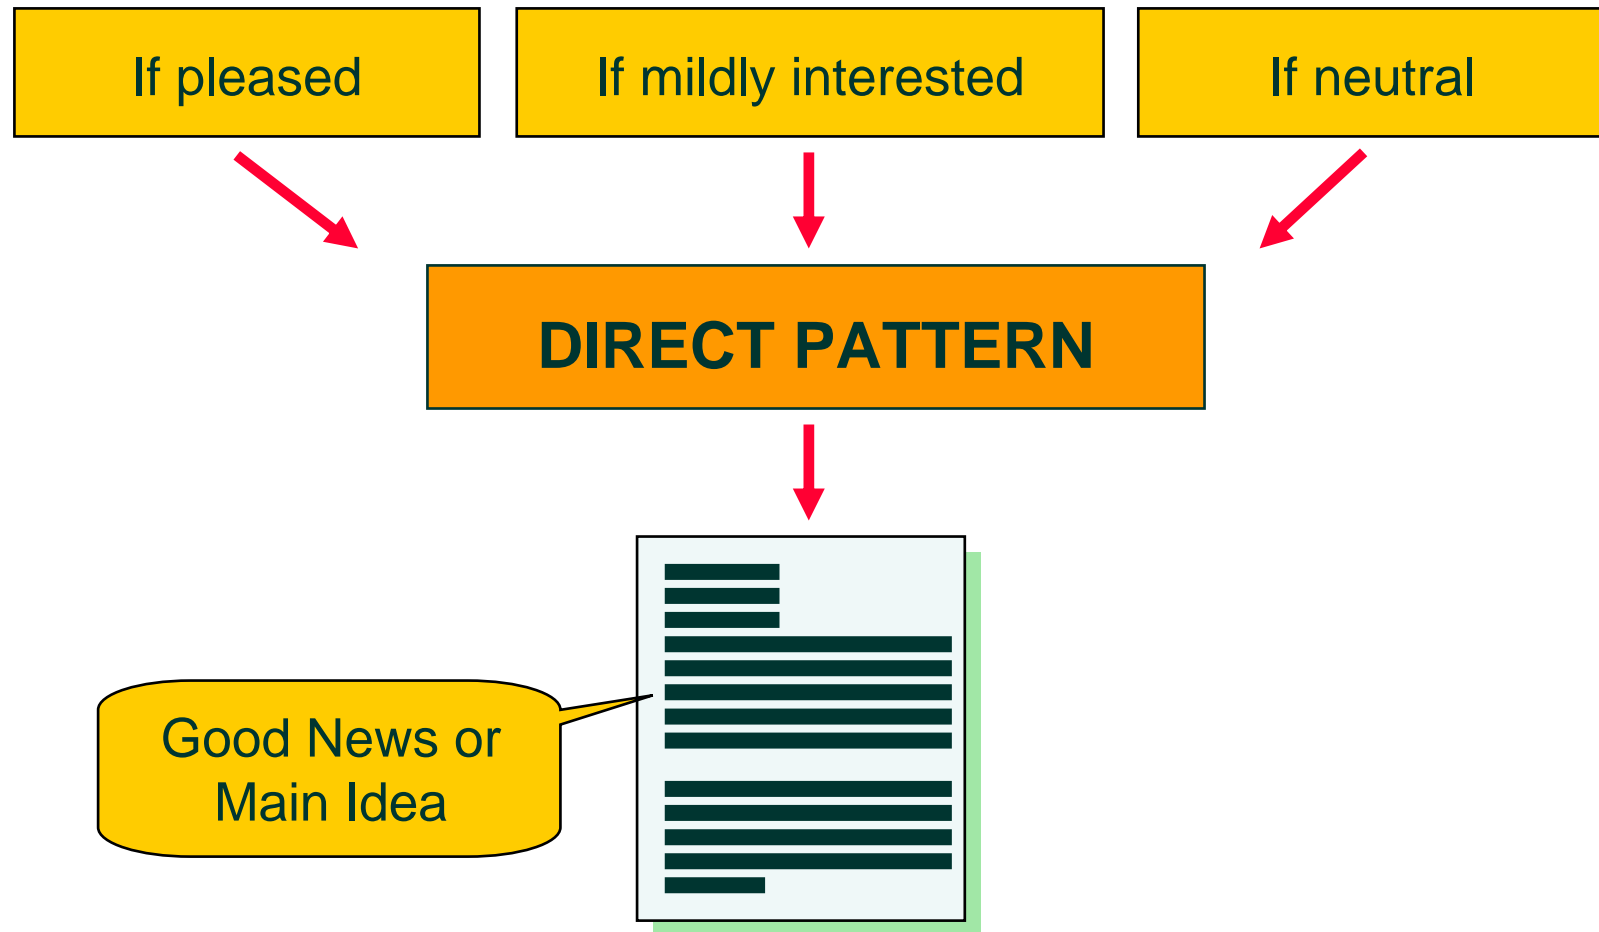 If pleased
If mildly interested
If neutral
DIRECT PATTERN
Good News or
Main Idea